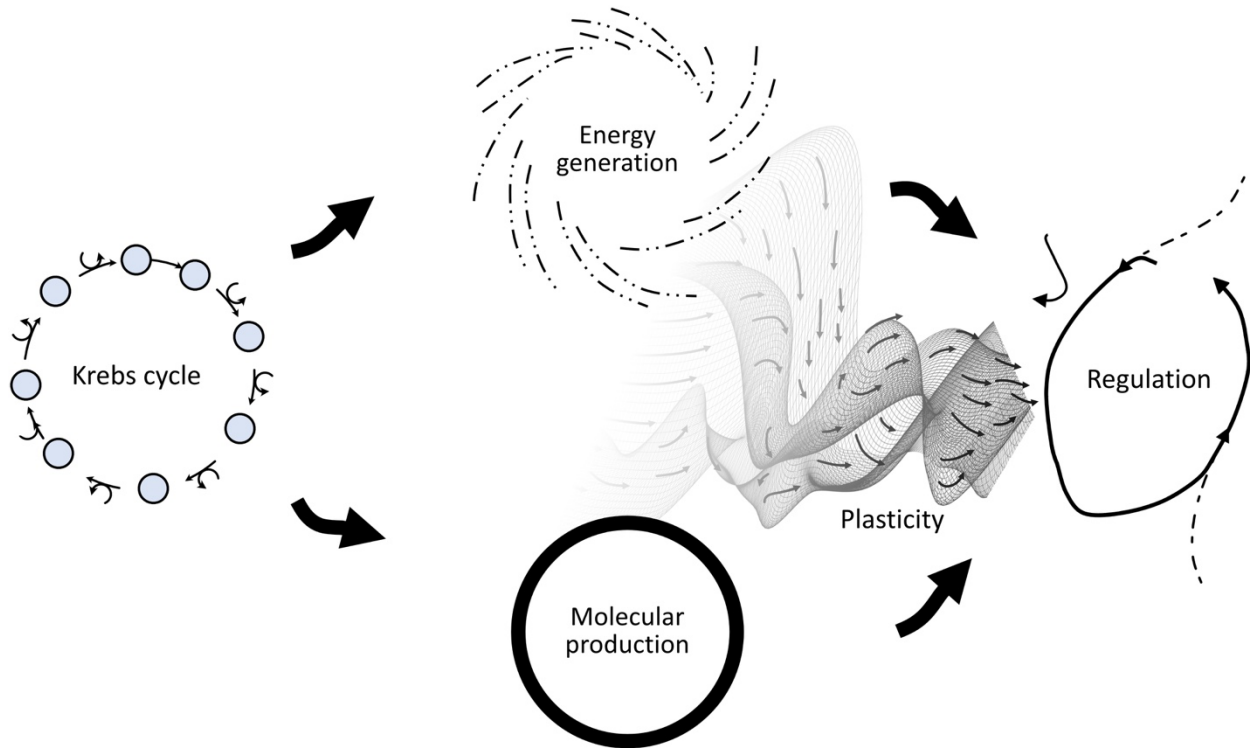 Energy
generation
Krebs cycle
Regulation
Plasticity
Molecular
production